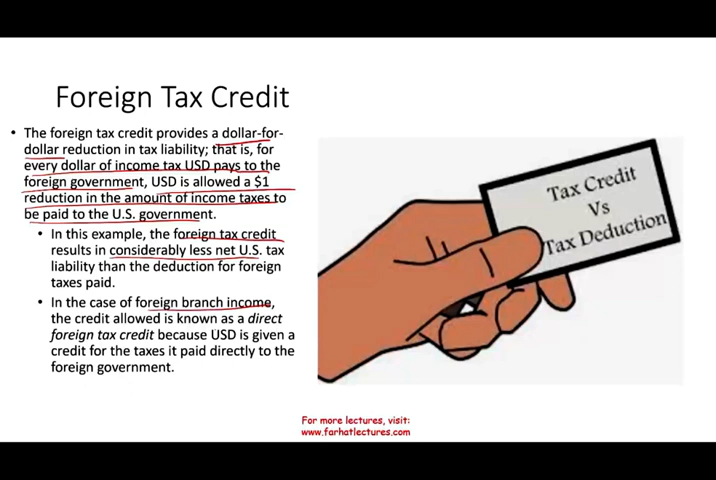 Foreign Tax Credit
• The foreign tax credit provides a dollar-for-
dollar reduction in tax liability; that is, for
every dollar of income tax USD pays to the
foreign government, USD is allowed a $1
reduction in the amount of income taxes to
be paid to the U.S. government.
• In this example, the foreign tax credit
results in considerably less net U.S. tax
liability than the deduction for foreign
taxes paid.
• In the case of foreign branch income,
the credit allowed is known as a direct
foreign tax credit because USD is given a
credit for the taxes it paid directly to the
foreign government.
Tax Credit
Vs
Tax Deduction
For more lectures, visit:
www.farhatlectures.com